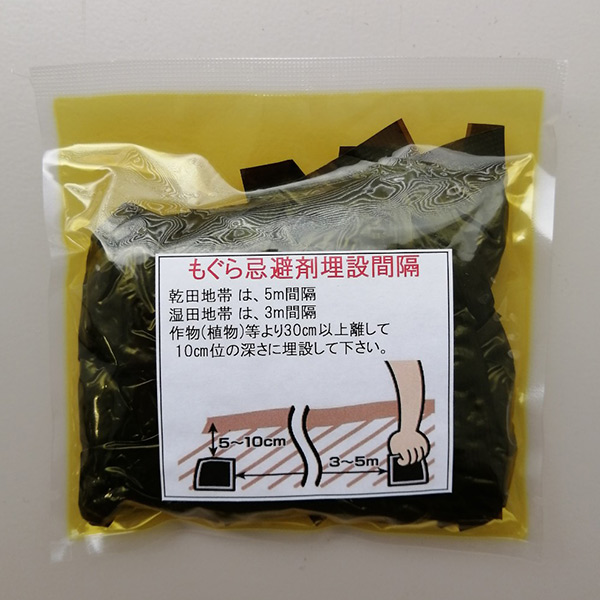 もぐら忌避剤埋設間隔
乾田地帯 は、5m間隔
湿田地帯 は、3m間隔
作物(植物)等より30㎝以上離して
10㎝位の深さに埋設して下さい。
5~10cm
3~5m